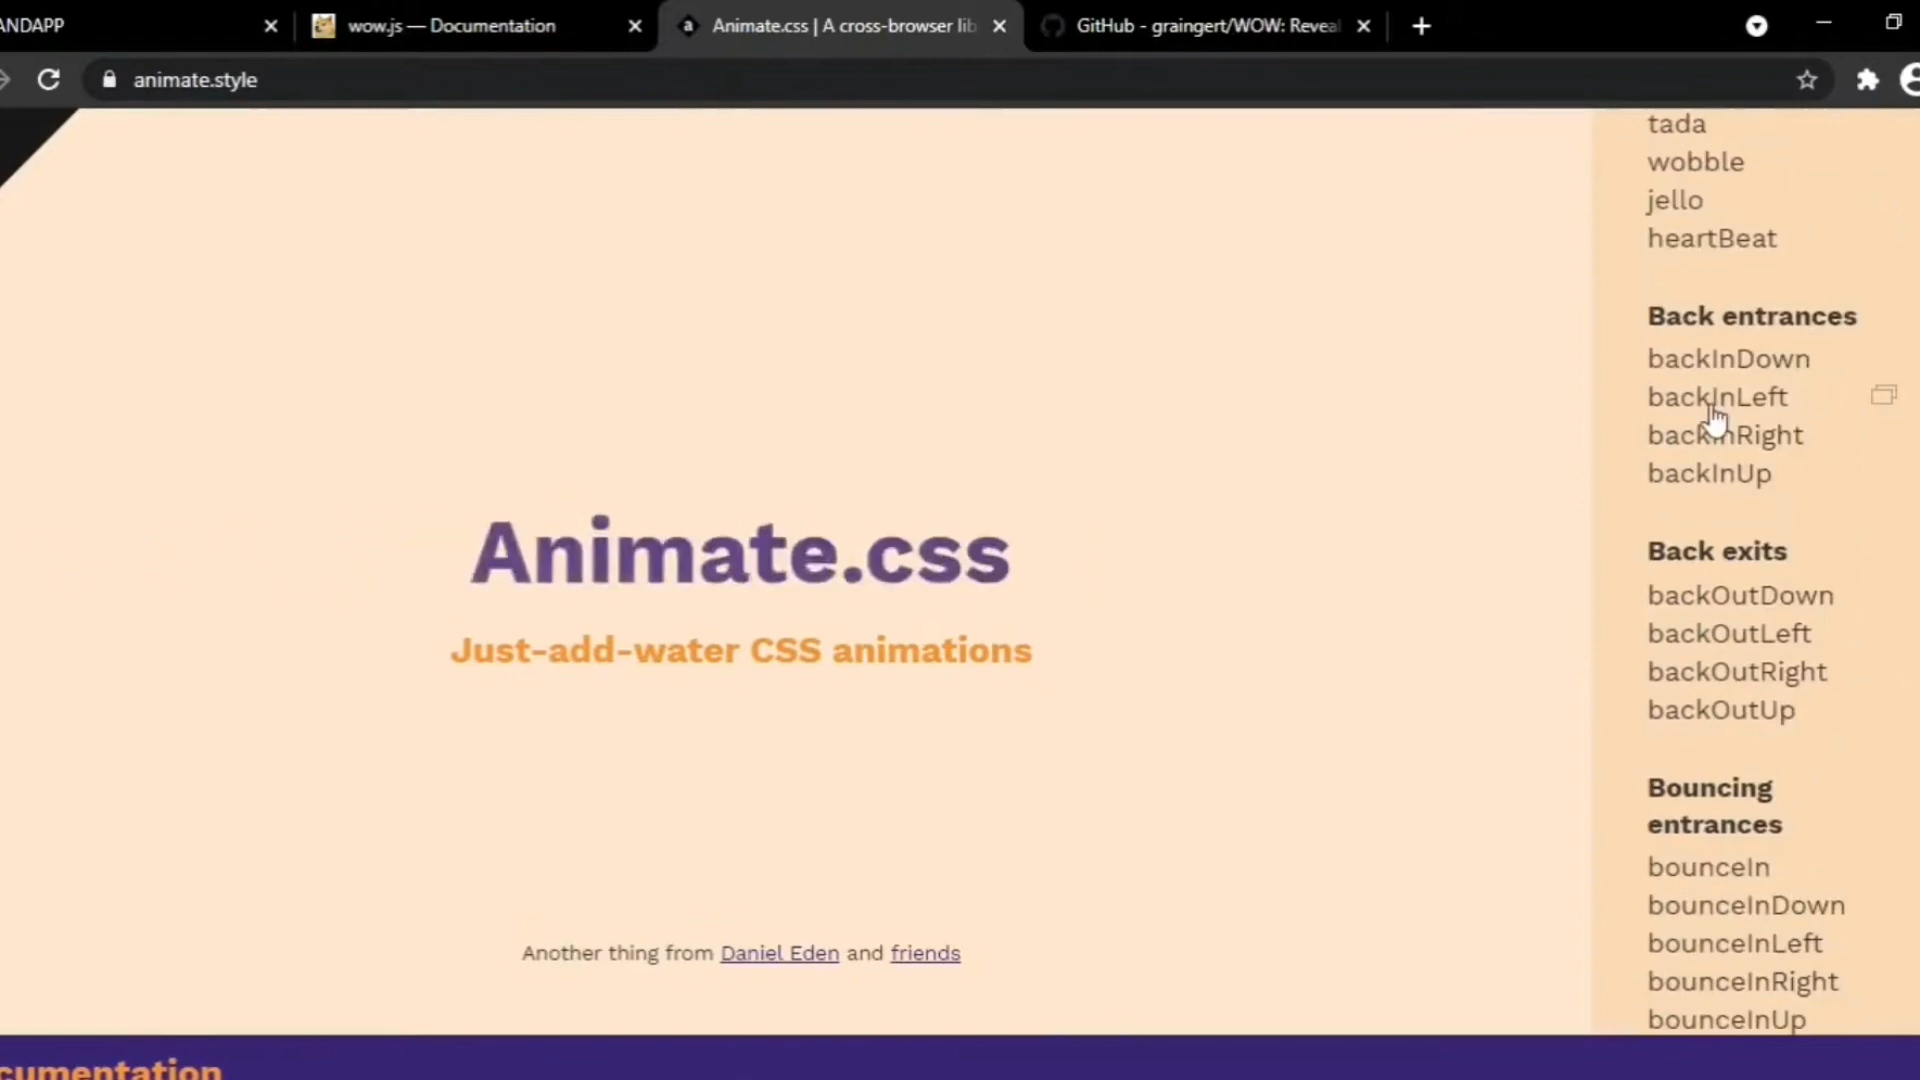 ANDAPP
wow.js — Documentation
a Animate.css | A cross-browser lib
GitHub - graingert/WOW: Reveal
animate.style
tada
wobble
jello
heartBeat
Back entrances
backInDown
backInLeft
backInRight
backInUp
Back exits
backOutDown
backOutLeft
backOutRight
backOutUp
Bouncing
entrances
bounceIn
bounceInDown
bounceInLeft
bounceInRight
bounceInUp
Animate.css
Just-add-water CSS animations
Another thing from Daniel Eden and friends
cumentation